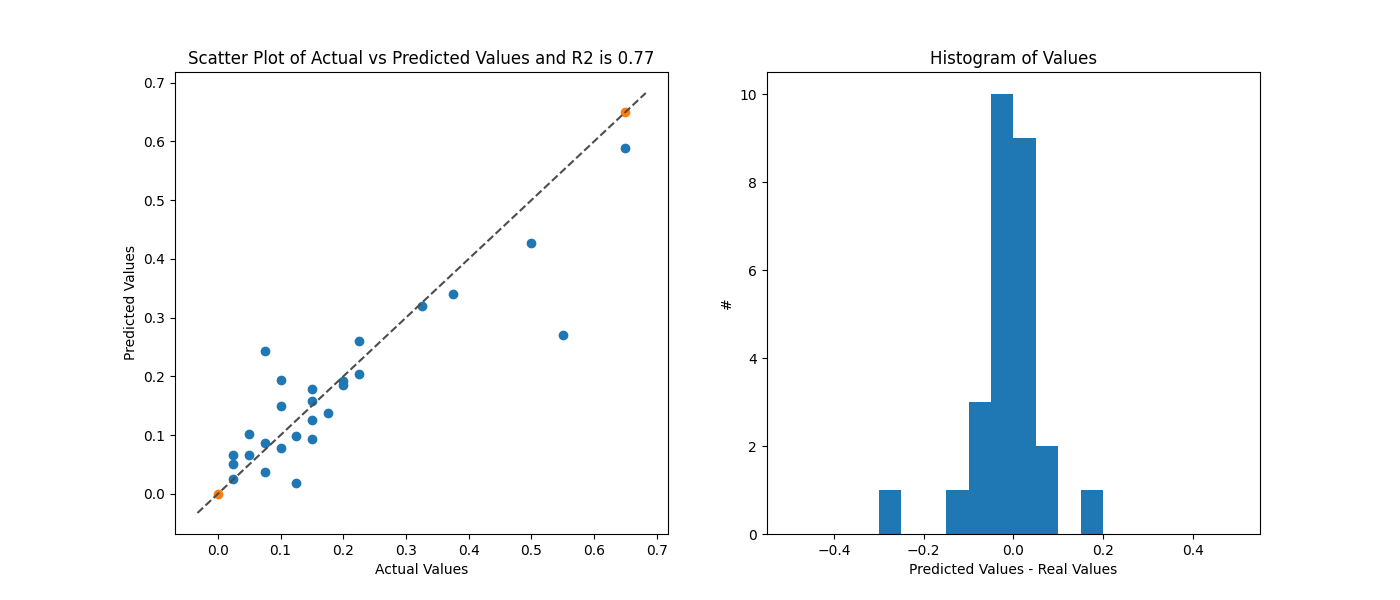 Scatter Plot of Actual vs Predicted Values and R2 is 0.77
0.7
0.6
0.5
0.4
0.3
0.2
0.1
0.0
Predicted Values
0.0 0.1 0.2 0.3 0.4 0.5 0.6 0.7
Actual Values
Histogram of Values
10
8
6
4
2
0
#
−0.4 −0.2 0.0 0.2 0.4
Predicted Values - Real Values